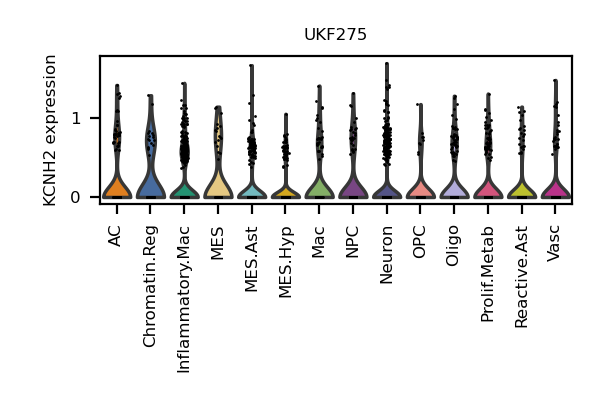 UKF275
KCNH2 expression
1
0
AC
Chromatin.Reg
Inflammatory.Mac
MES
MES.Ast
MES.Hyp
Mac
NPC
Neuron
OPC
Oligo
Prolif.Metab
Reactive.Ast
Vasc